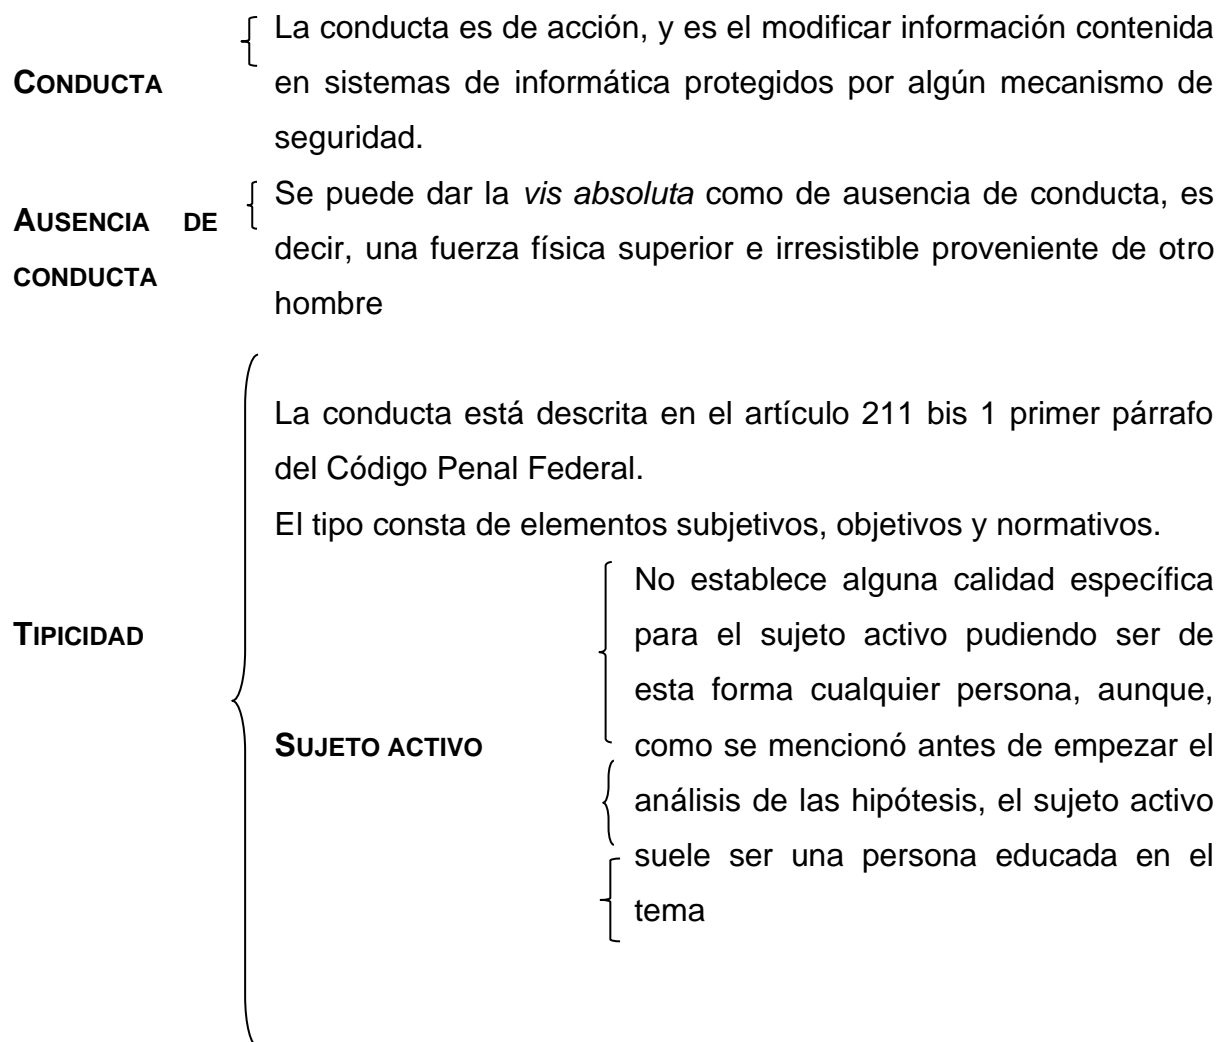 CONDUCTA
La conducta es de acción, y es el modificar información contenida
en sistemas de informática protegidos por algún mecanismo de
seguridad.
AUSENCIA DE
CONDUCTA
Se puede dar la vis absoluta como de ausencia de conducta, es
decir, una fuerza física superior e irresistible proveniente de otro
hombre
TIPICIDAD
La conducta está descrita en el artículo 211 bis 1 primer párrafo
del Código Penal Federal.
El tipo consta de elementos subjetivos, objetivos y normativos.
SUJETO ACTIVO
No establece alguna calidad específica
para el sujeto activo pudiendo ser de
esta forma cualquier persona, aunque,
como se mencionó antes de empezar el
análisis de las hipótesis, el sujeto activo
suele ser una persona educada en el
tema